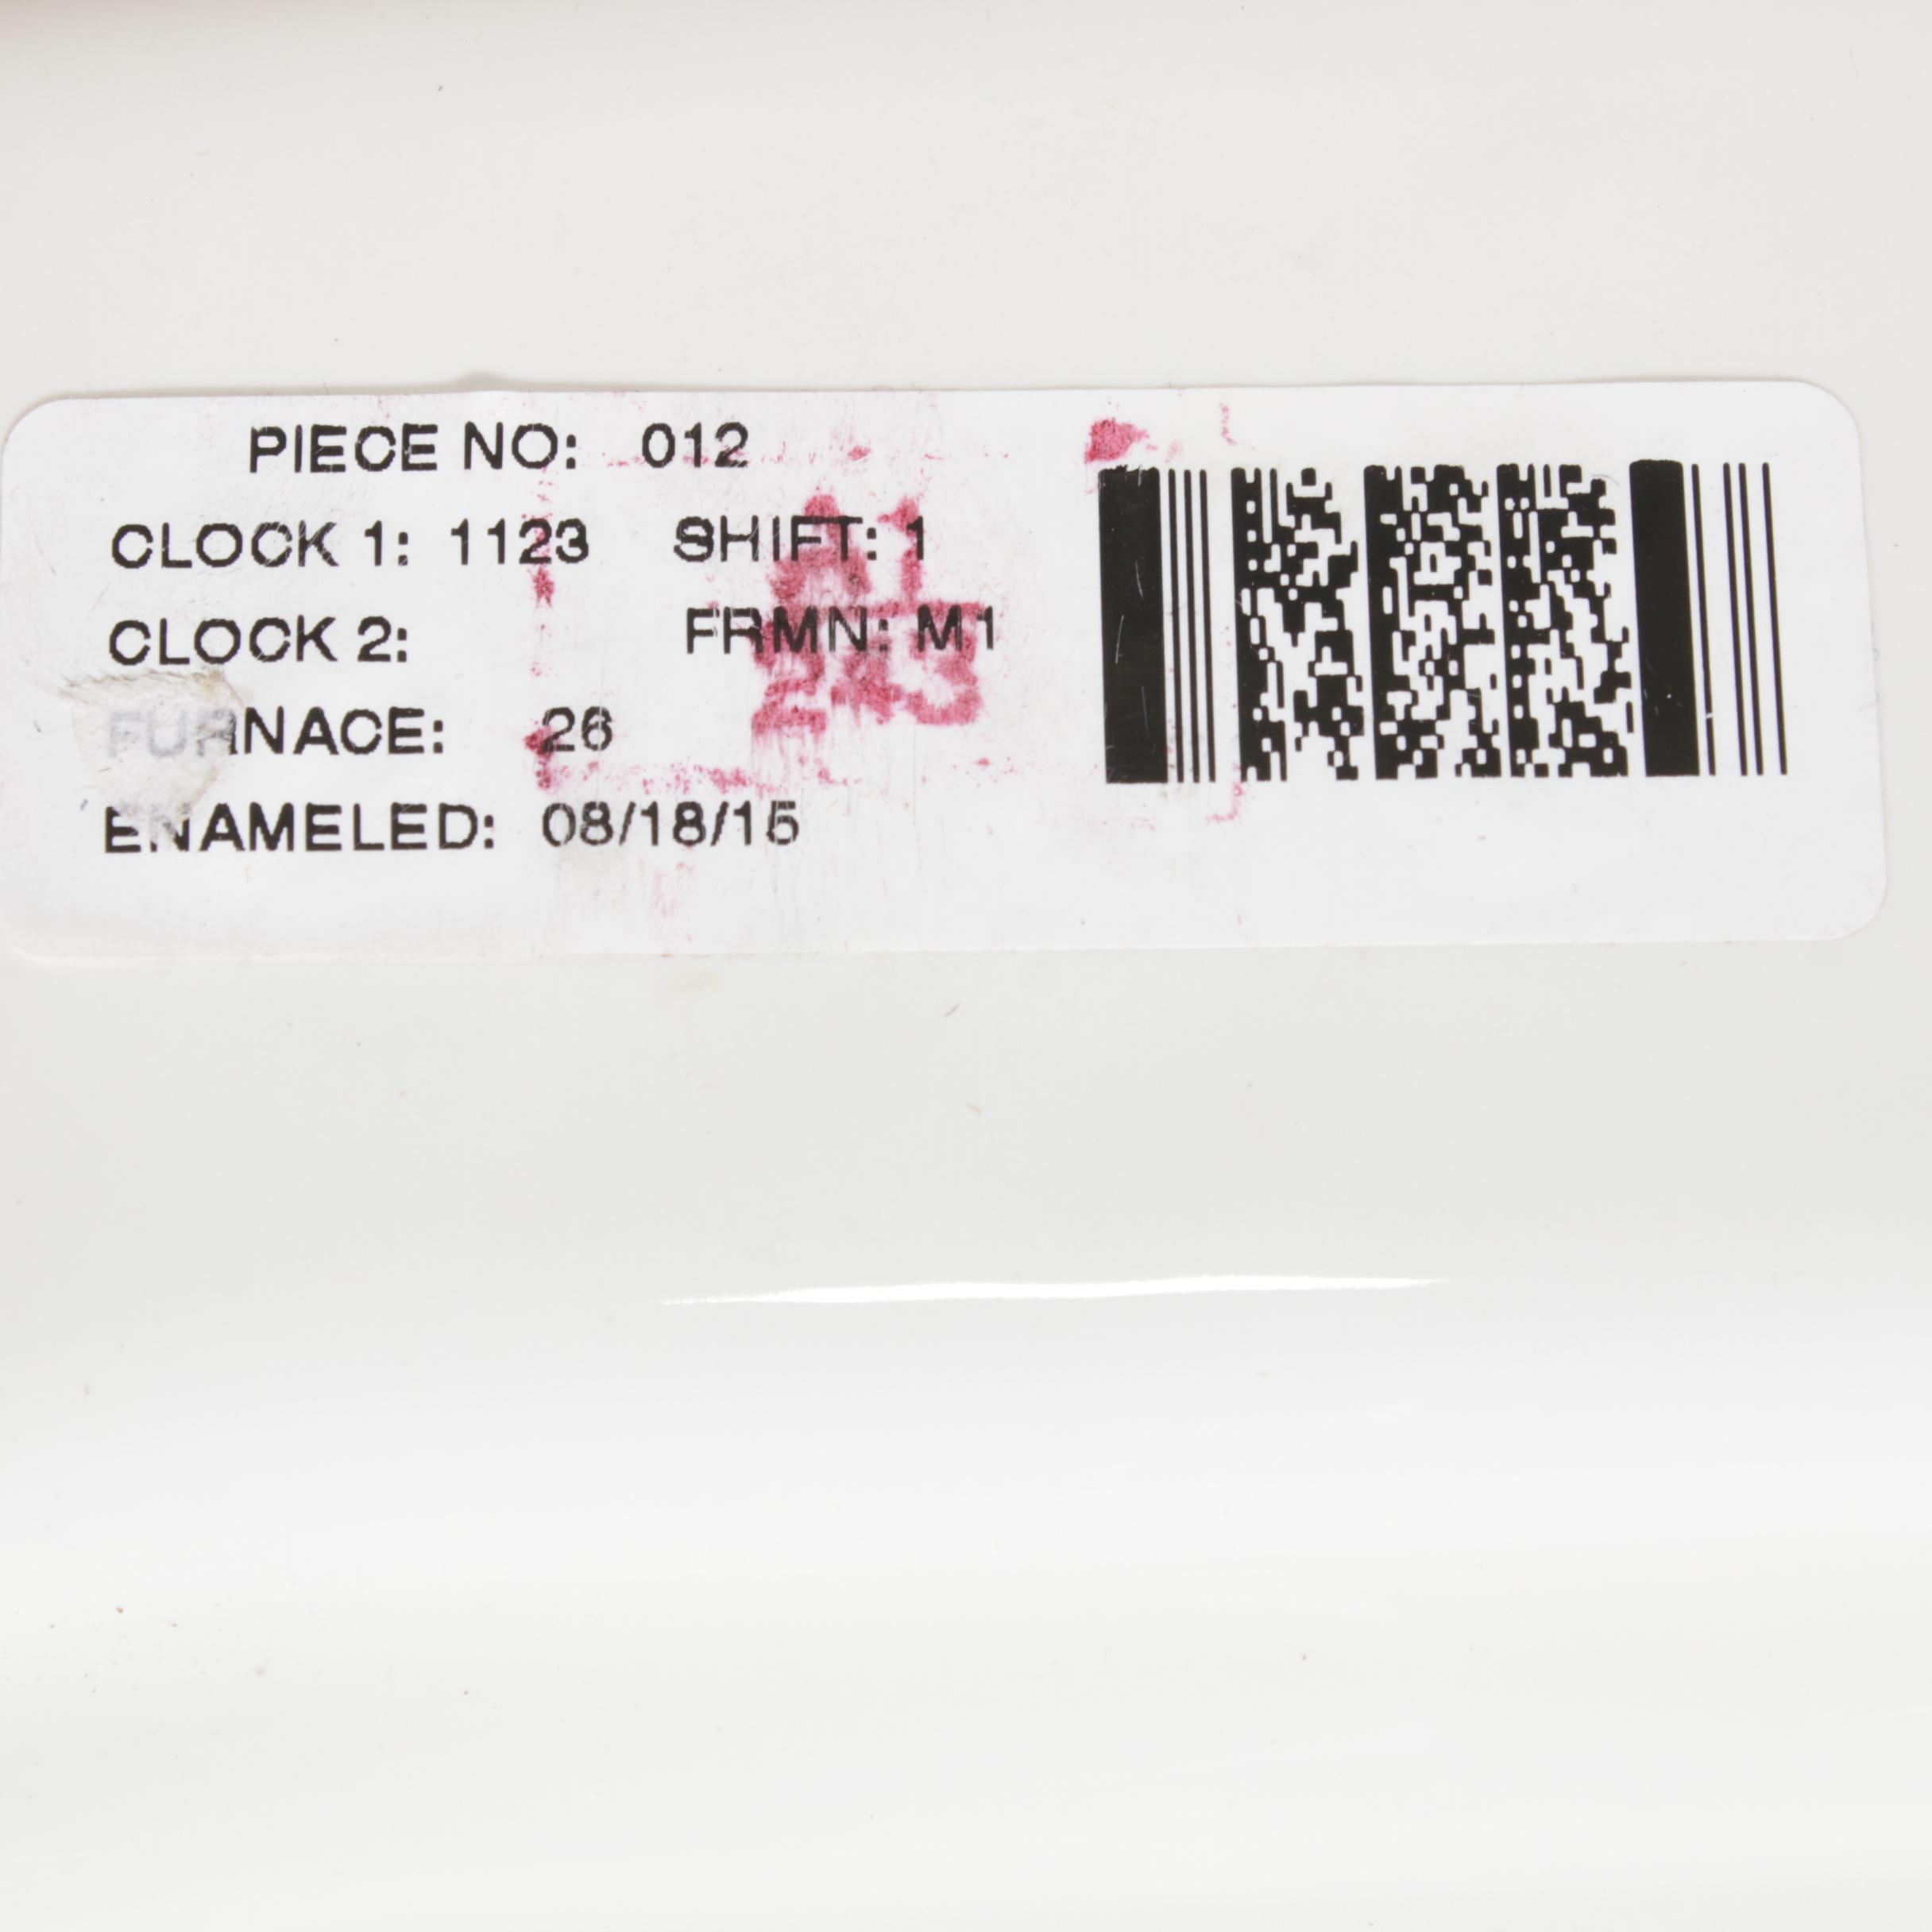 PIECE NO: 012
CLOCK 1: 1123 SHIFT: 1
CLOCK 2: FRMN: M1
FURNACE: 26
ENAMELED: 08/18/15